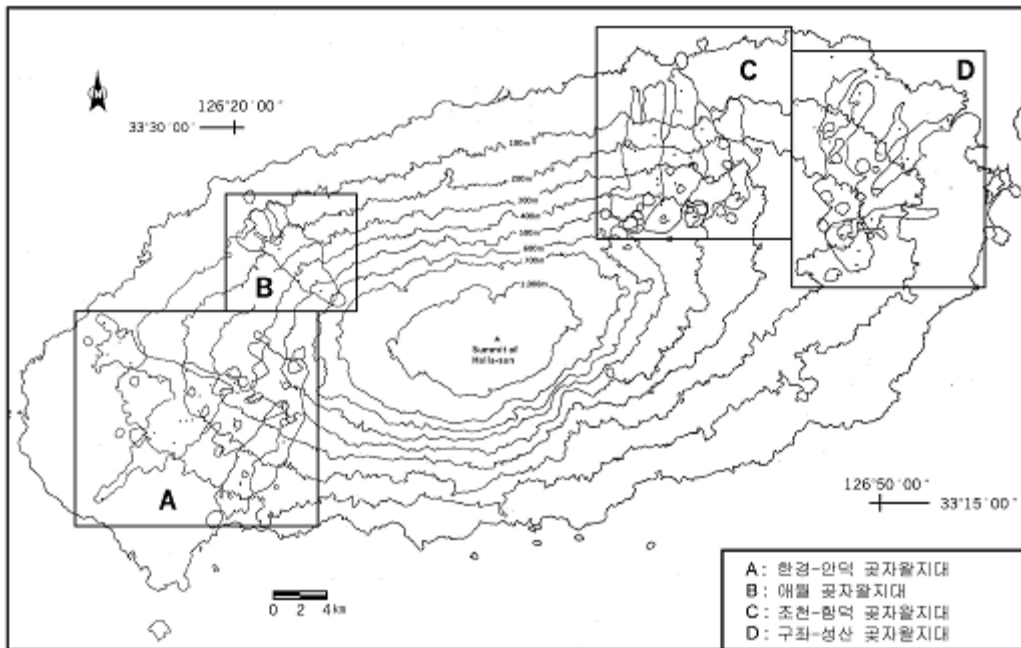 C
D
126°20´00"
33°30´00"
100m
200m
300m
400m
500m
600m
700m
1,000m
B
Summit of
Halla-san
A
126°50´00"
33°15´00"
0 2 4km
A : 한경-안덕 곶자왈지대
B : 애월 곶자왈지대
C : 조천-함덕 곶자왈지대
D : 구좌-성산 곶자왈지대